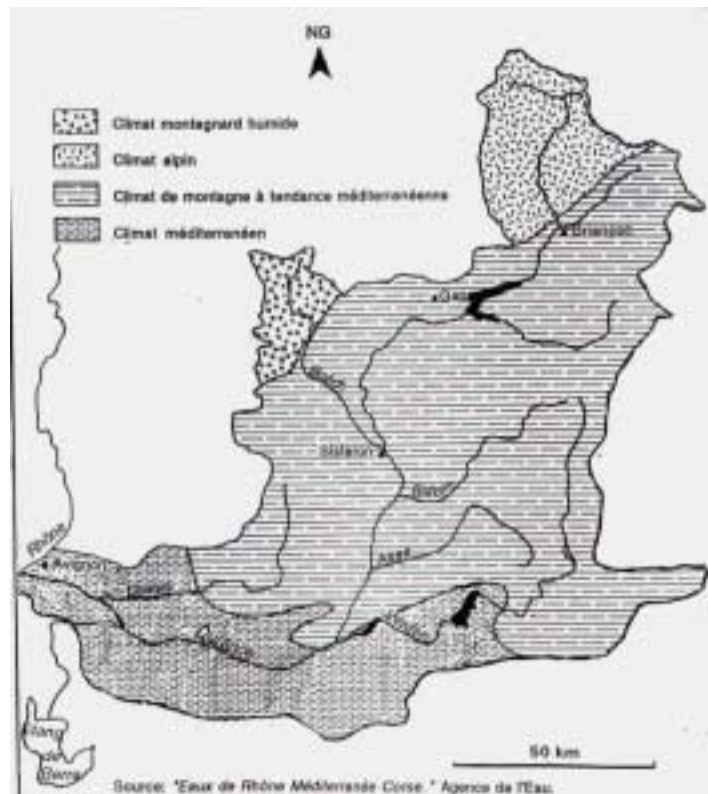 NG
Climat montagnard humide
Climat alpin
Climat de montagne à tendance méditerranéenne
Climat méditerranéen
Briançon
Gap
Buëch
Sisteron
Asse
Rhône
Avignon
Durance
Etang
de
Berre
50 km
Source: "Eaux de Rhône Méditerranée Corse." Agence de l'Eau.